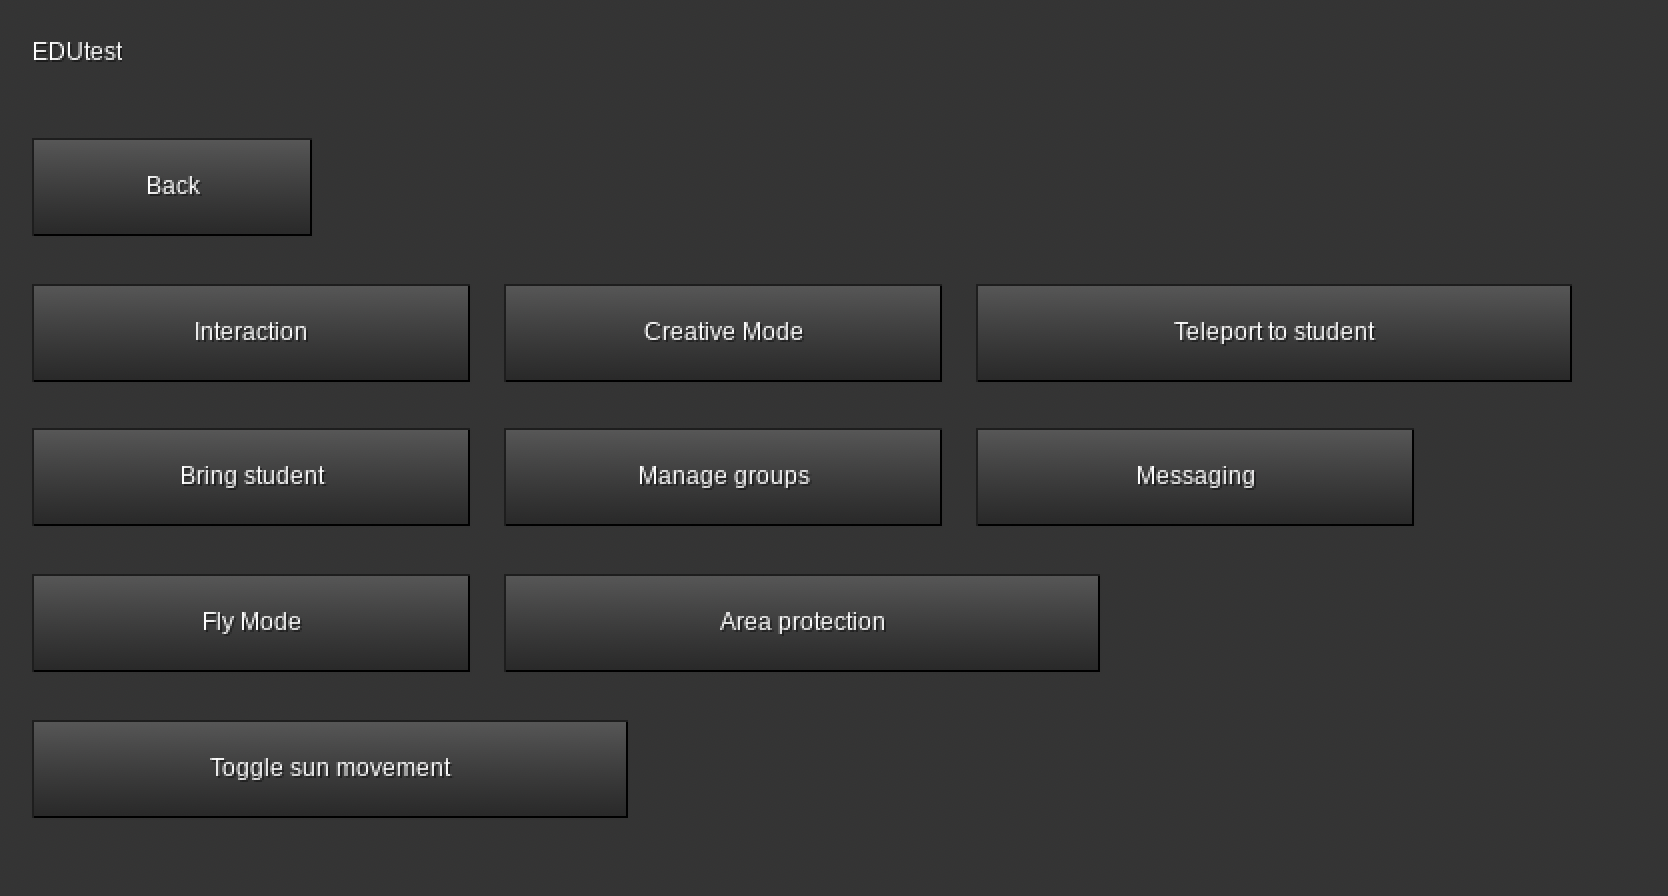 EDUtest
Back
Interaction
Creative Mode
Teleport to student
Bring student
Manage groups
Messaging
Fly Mode
Area protection
Toggle sun movement